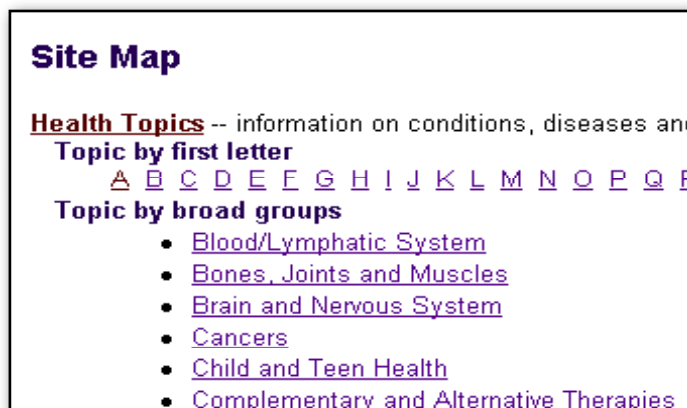 Site Map
Health Topics -- information on conditions, diseases
Topic by first letter
A B C D E F G H I J K L M N O P Q
Topic by broad groups
• Blood/Lymphatic System
• Bones, Joints and Muscles
• Brain and Nervous System
• Cancers
• Child and Teen Health
• Complementary and Alternative Therapies